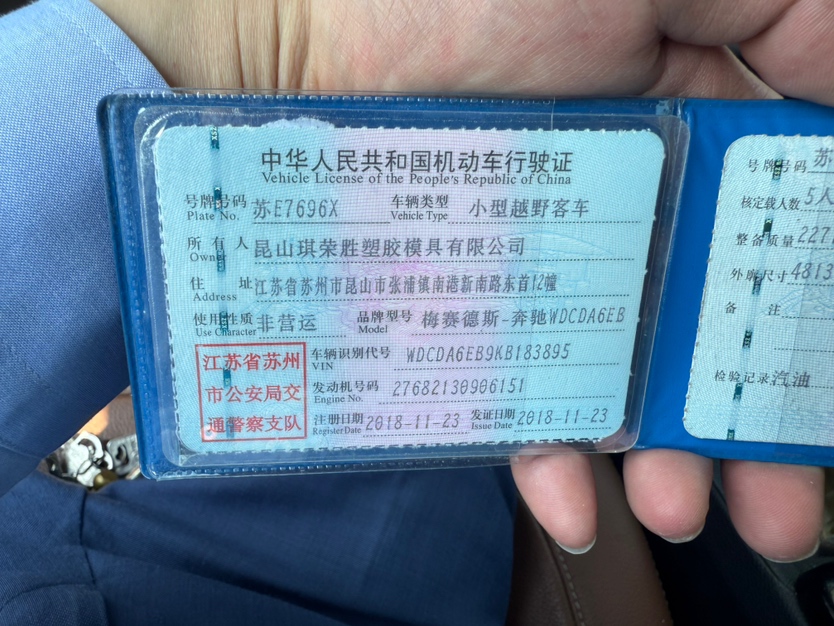 中华人民共和国机动车行驶证
Vehicle License of the People's Republic of China
号牌号码 苏E7696X 车辆类型 小型越野客车
Plate No. Vehicle Type
所有人 昆山琪荣胜塑胶模具有限公司
Owner
住址 江苏省苏州市昆山市张浦镇南港新南路东首12幢
Address
使用性质 非营运 品牌型号 梅赛德斯-奔驰WDCDA6EB
Use Character Model
江苏省苏州
市公安局交
通警察支队
车辆识别代号 WDCDA6EB9KB183895
VIN
发动机号码 27682130906151
Engine No.
注册日期 2018-11-23 发证日期 2018-11-23
Register Date Issue Date
号牌号码 苏
核定载人数 5人
整备质量 227
外廓尺寸 4813
备注
检验记录 汽油